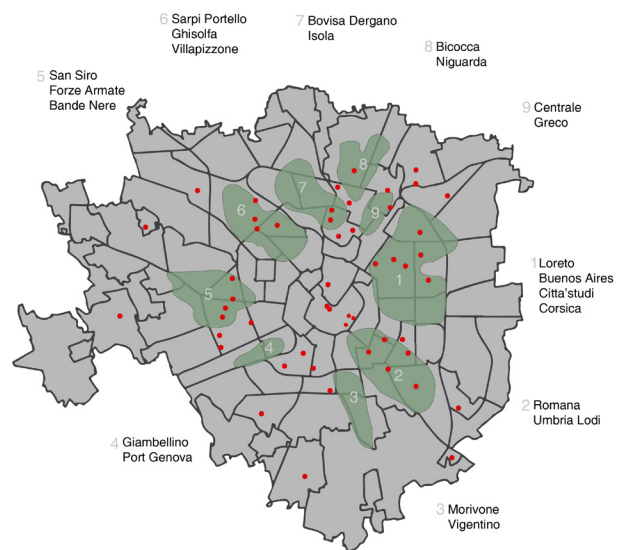 6 Sarpi Portello
Ghisolfa
Villapizzone
7 Bovisa Dergano
Isola
8 Bicocca
Niguarda
5 San Siro
Forze Armate
Bande Nere
9 Centrale
Greco
8
7
6
9
1 Loreto
Buenos Aires
Citta'studi
Corsica
1
5
4
2
3
2 Romana
Umbria Lodi
4 Giambellino
Port Genova
3 Morivone
Vigentino